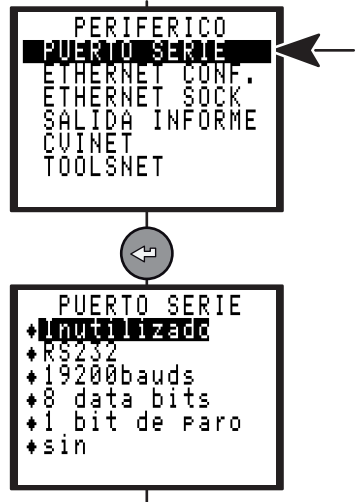 PERIFERICO
PUERTO SERIE
ETHERNET CONF.
ETHERNET SOCK
SALIDA INFORME
CVINET
TOOLSNET
PUERTO SERIE
Inutilizado
RS232
19200bauds
8 data bits
1 bit de paro
sin